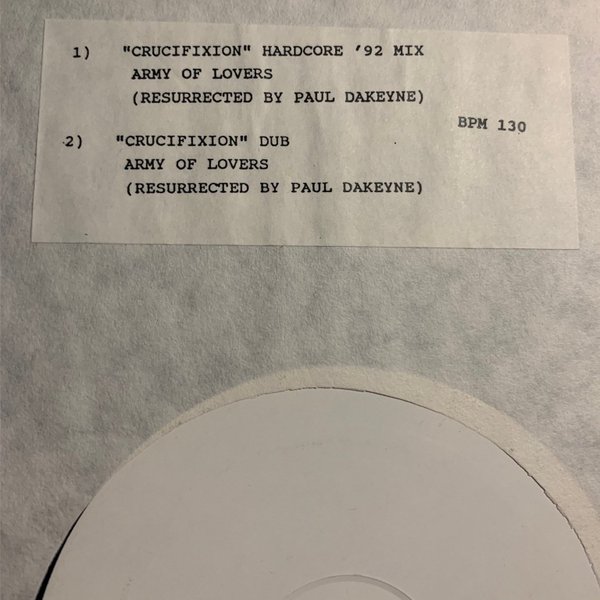 1) "CRUCIFIXION" HARDCORE '92 MIX
ARMY OF LOVERS
(RESURRECTED BY PAUL DAKEYNE)
BPM 130
2) "CRUCIFIXION" DUB
ARMY OF LOVERS
(RESURRECTED BY PAUL DAKEYNE)